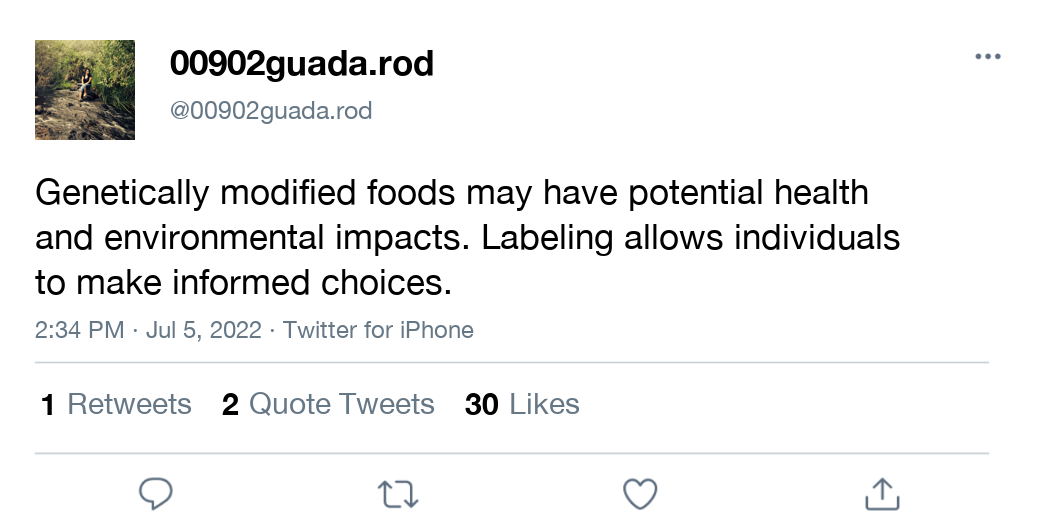 00902guada.rod
@00902guada.rod
Genetically modified foods may have potential health
and environmental impacts. Labeling allows individuals
to make informed choices.
2:34 PM · Jul 5, 2022 · Twitter for iPhone
1 Retweets 2 Quote Tweets 30 Likes